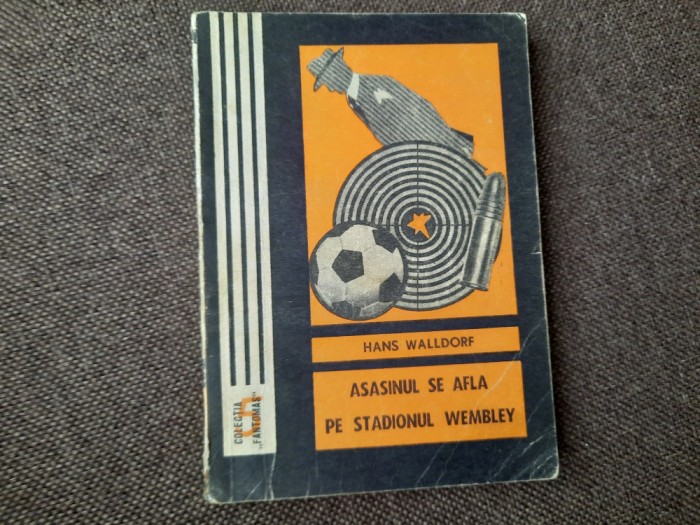 HANS WALLDORF
ASASINUL SE AFLA
PE STADIONUL WEMBLEY
COLECȚIA
„FANTOMAS"